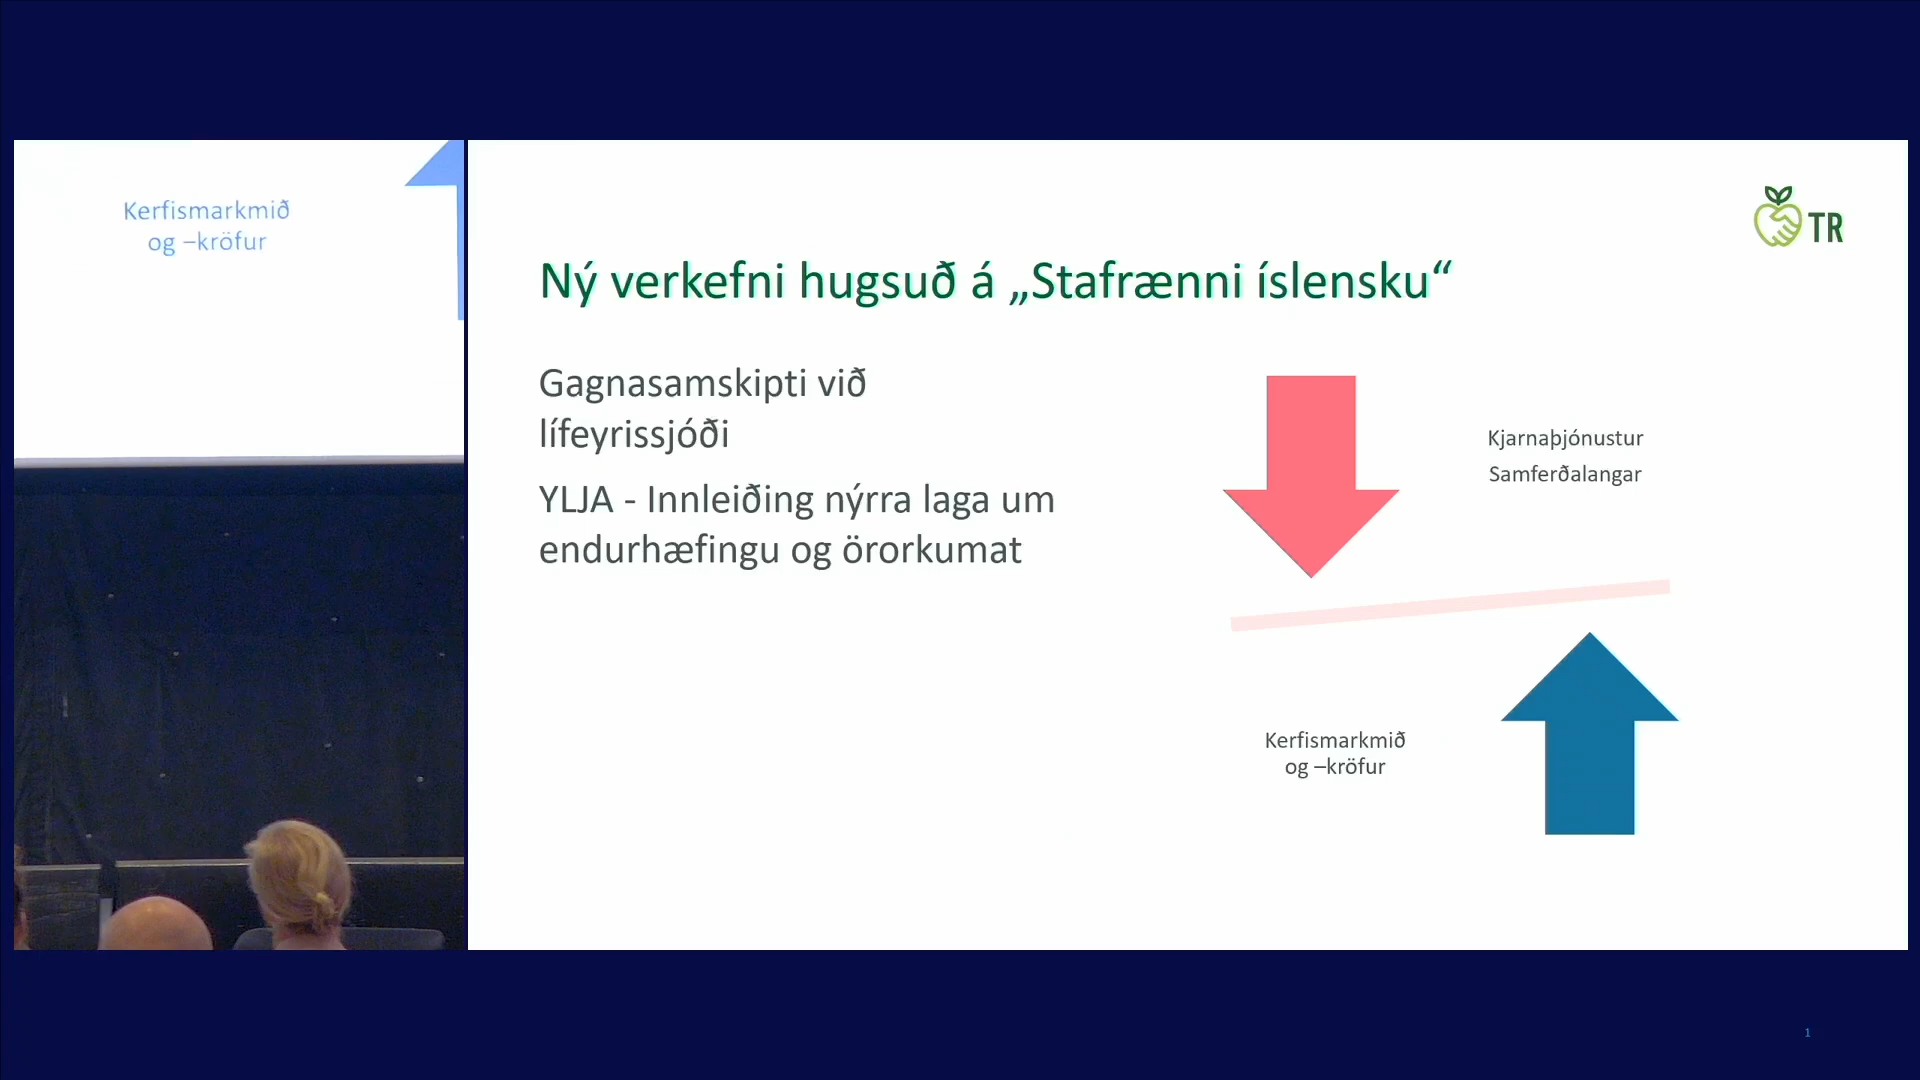 Kerfismarkmið
og –kröfur
TR
Ný verkefni hugsuð á „Stafrænni íslensku“
Gagnasamskipti við
lífeyrissjóði
YLJA - Innleiðing nýrra laga um
endurhæfingu og örorkumat
Kjarnaþjónustur
Samferðalangar
Kerfismarkmið
og –kröfur
1